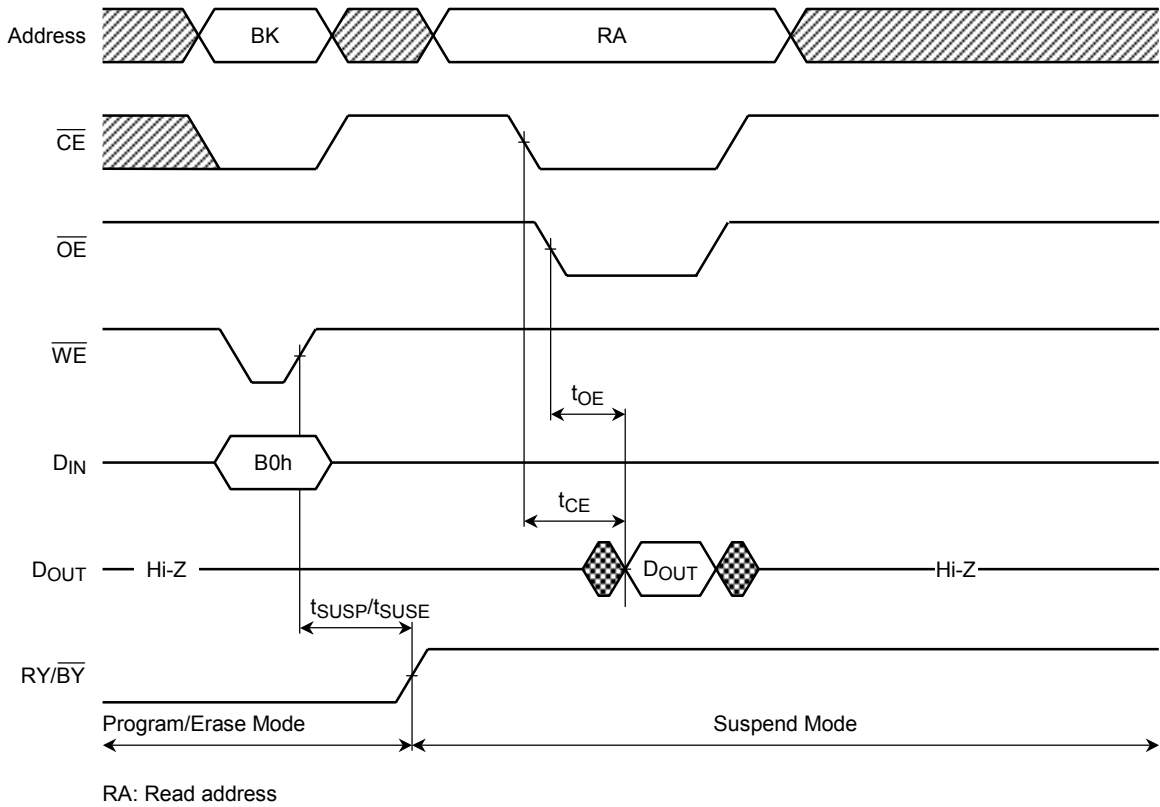 Address BK RA
CE
OE
WE
tOE
DIN B0h
tCE
DOUT Hi-Z DOUT Hi-Z
tSUSP/tSUSE
RY/BY
Program/Erase Mode Suspend Mode
RA: Read address